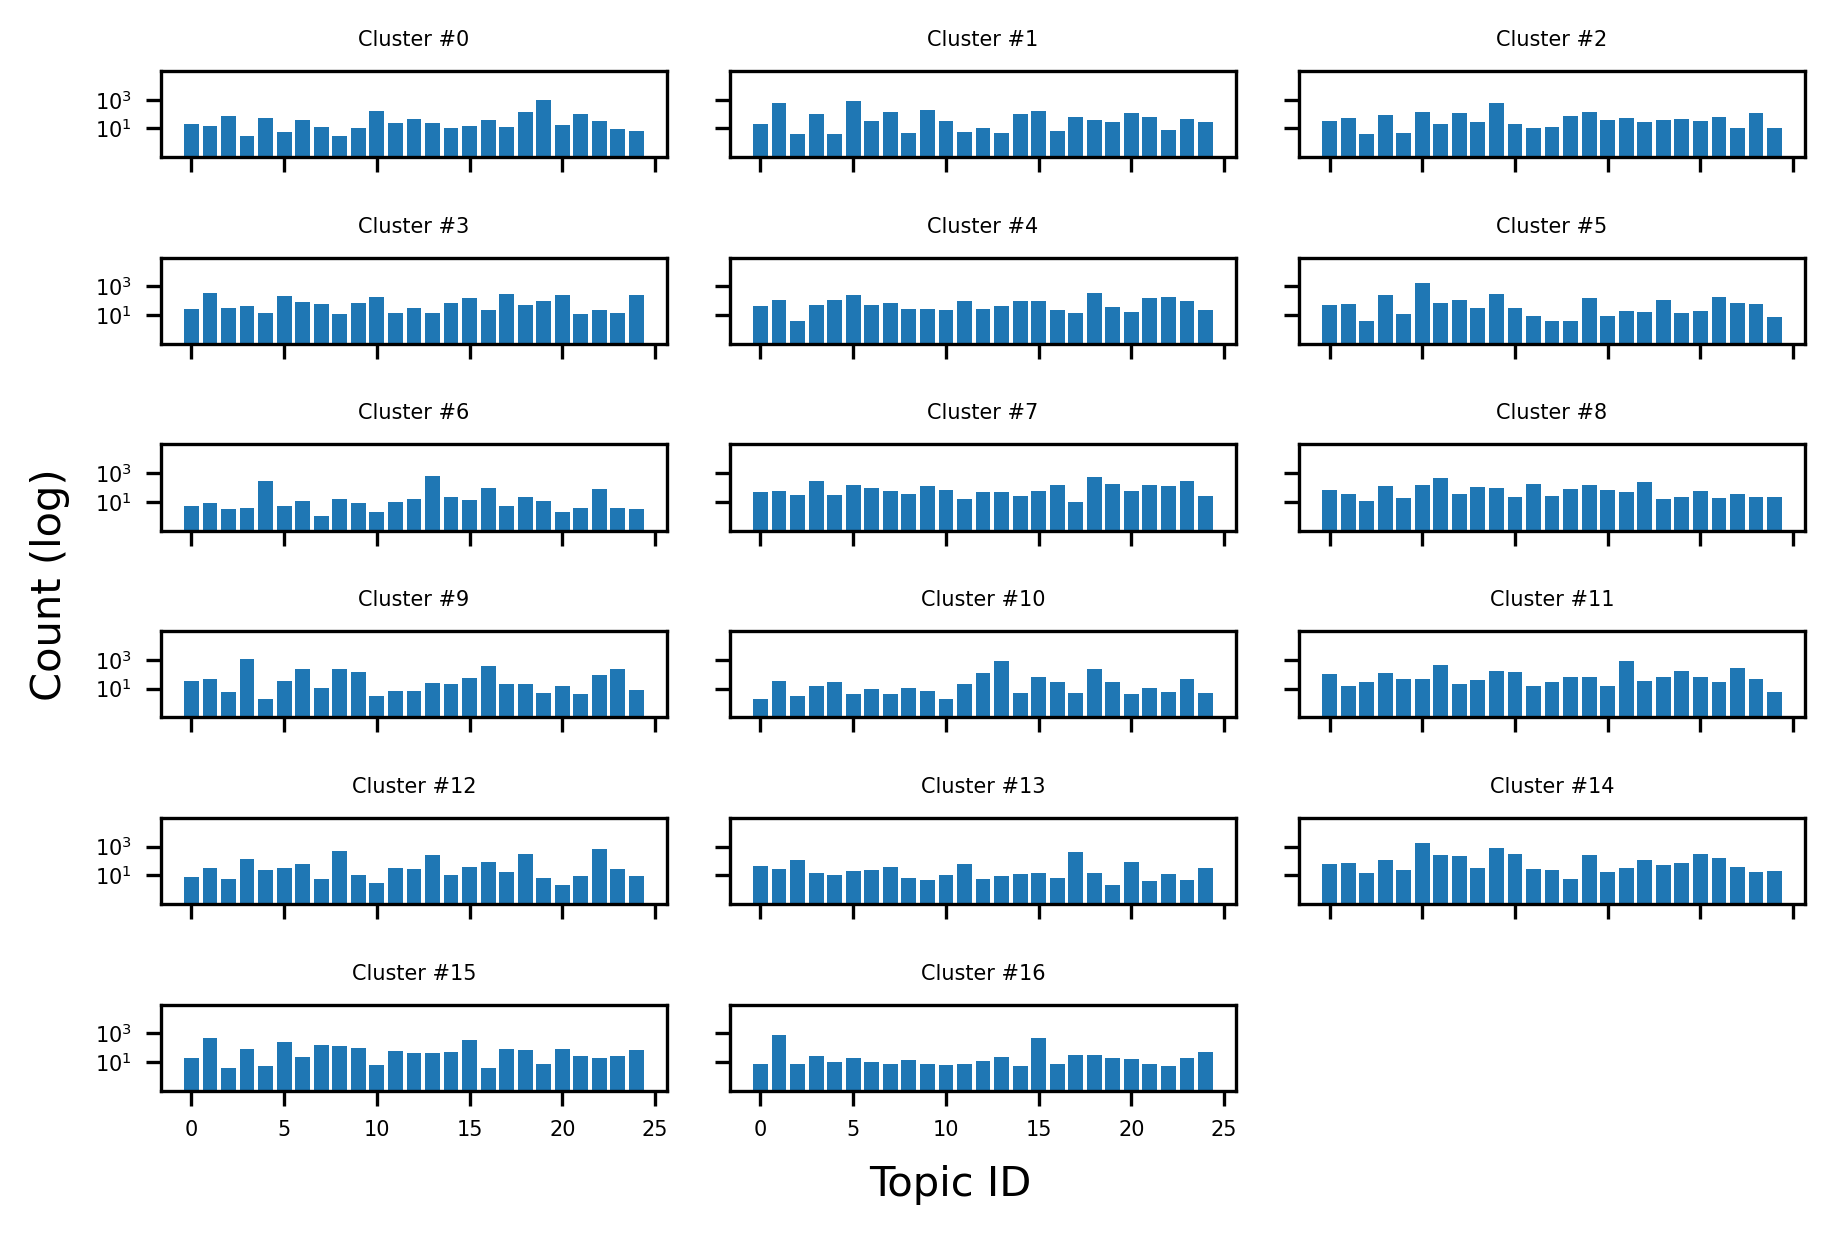 Cluster #0
Cluster #1
Cluster #2
10³
10¹
Cluster #3
Cluster #4
Cluster #5
10³
10¹
Cluster #6
Cluster #7
Cluster #8
10³
10¹
Count (log)
Cluster #9
Cluster #10
Cluster #11
10³
10¹
Cluster #12
Cluster #13
Cluster #14
10³
10¹
Cluster #15
Cluster #16
10³
10¹
0 5 10 15 20 25
0 5 10 15 20 25
Topic ID